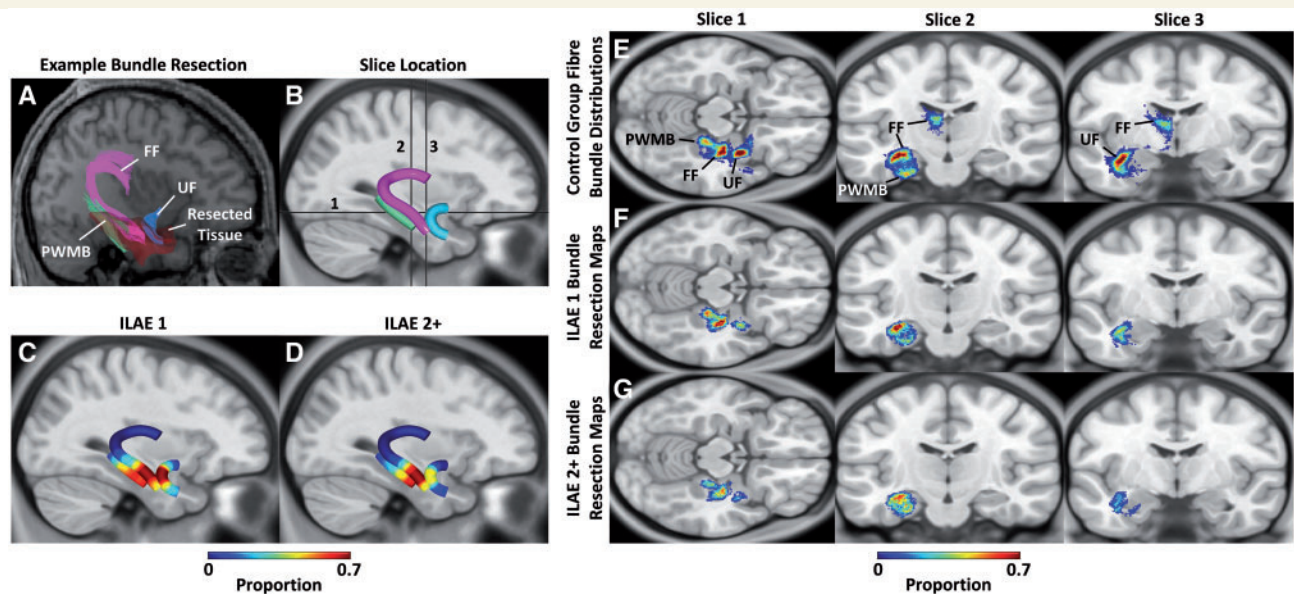 Slice 1
Slice 2
Slice 3
Example Bundle Resection
Slice Location
A
FF
UF
Resected
Tissue
PWMB
B
2
3
1
ILAE 1
ILAE 2+
C
D
0
0.7
Proportion
Control Group Fibre
Bundle Distributions
E
PWMB
FF
UF
FF
PWMB
FF
UF
ILAE 1 Bundle
Resection Maps
F
ILAE 2+ Bundle
Resection Maps
G
0
0.7
Proportion